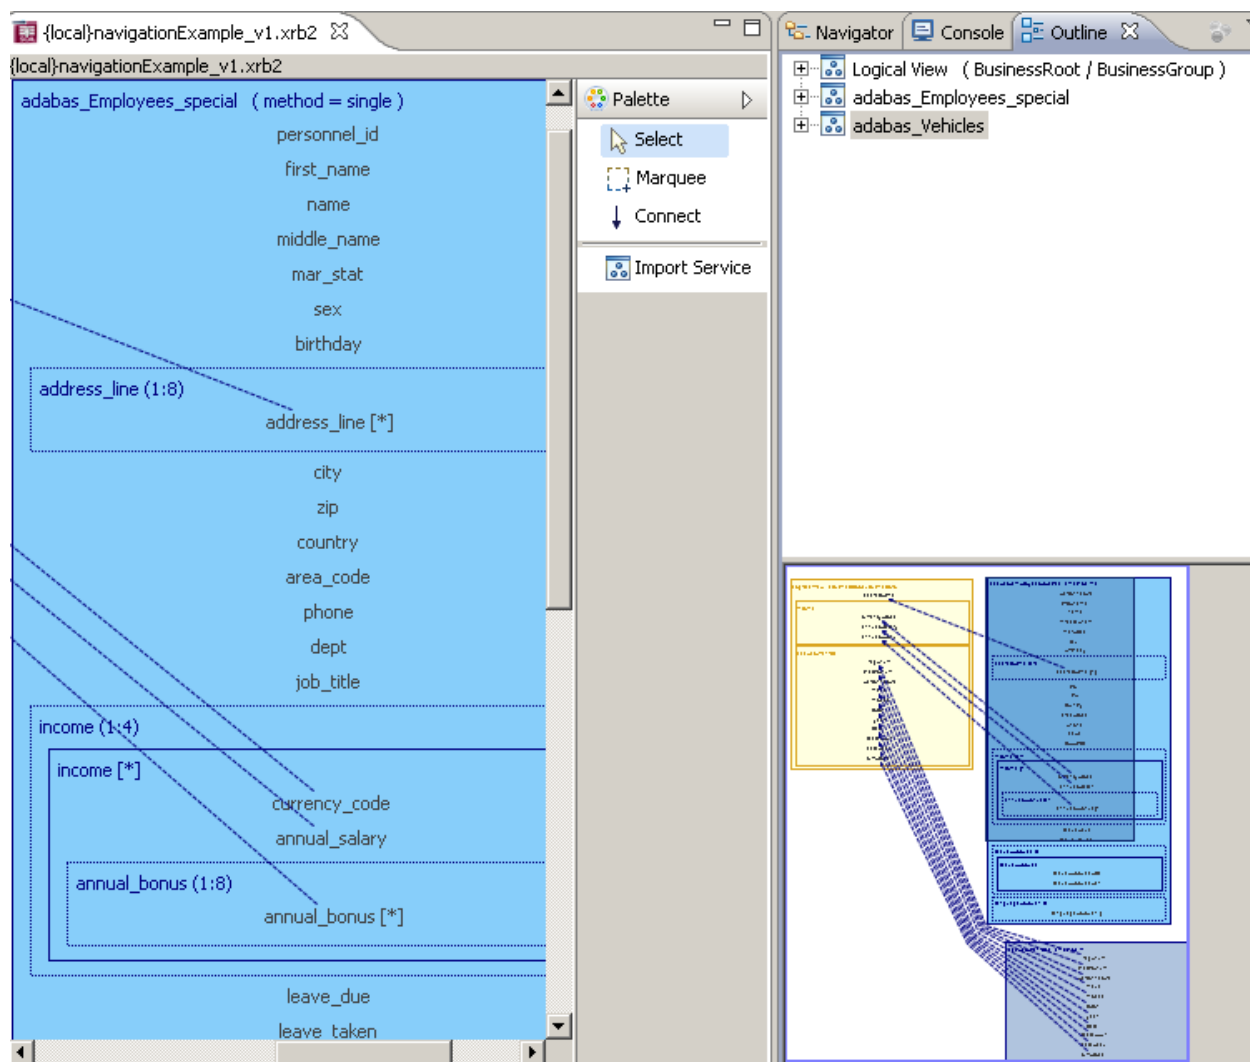 {local}navigationExample_v1.xrb2
{local}navigationExample_v1.xrb2
adabas_Employees_special ( method = single )
personnel_id
first_name
name
middle_name
mar_stat
sex
birthday
address_line (1:8)
address_line [*]
city
zip
country
area_code
phone
dept
job_title
income (1:4)
income [*]
currency_code
annual_salary
annual_bonus (1:8)
annual_bonus [*]
leave_due
leave_taken
Palette
Select
Marquee
Connect
Import Service
Navigator
Console
Outline
Logical View ( BusinessRoot / BusinessGroup )
adabas_Employees_special
adabas_Vehicles